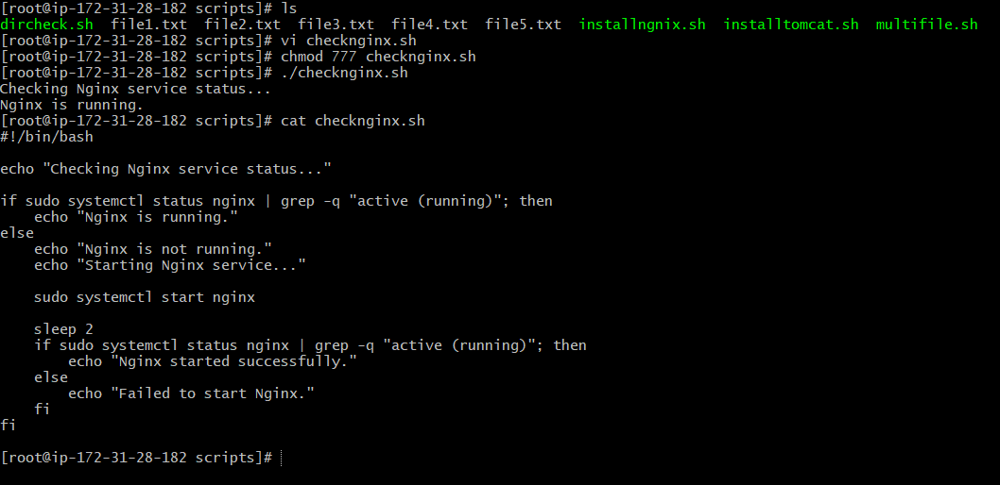 [root@ip-172-31-28-182 scripts]# ls
dircheck.sh  file1.txt  file2.txt  file3.txt  file4.txt  file5.txt  installngnix.sh  installtomcat.sh  multifile.sh
[root@ip-172-31-28-182 scripts]# vi checknginx.sh
[root@ip-172-31-28-182 scripts]# chmod 777 checknginx.sh
[root@ip-172-31-28-182 scripts]# ./checknginx.sh
Checking Nginx service status...
Nginx is running.
[root@ip-172-31-28-182 scripts]# cat checknginx.sh
#!/bin/bash

echo "Checking Nginx service status..."

if sudo systemctl status nginx | grep -q "active (running)"; then
    echo "Nginx is running."
else
    echo "Nginx is not running."
    echo "Starting Nginx service..."

    sudo systemctl start nginx

    sleep 2
    if sudo systemctl status nginx | grep -q "active (running)"; then
        echo "Nginx started successfully."
    else
        echo "Failed to start Nginx."
    fi
fi

[root@ip-172-31-28-182 scripts]#